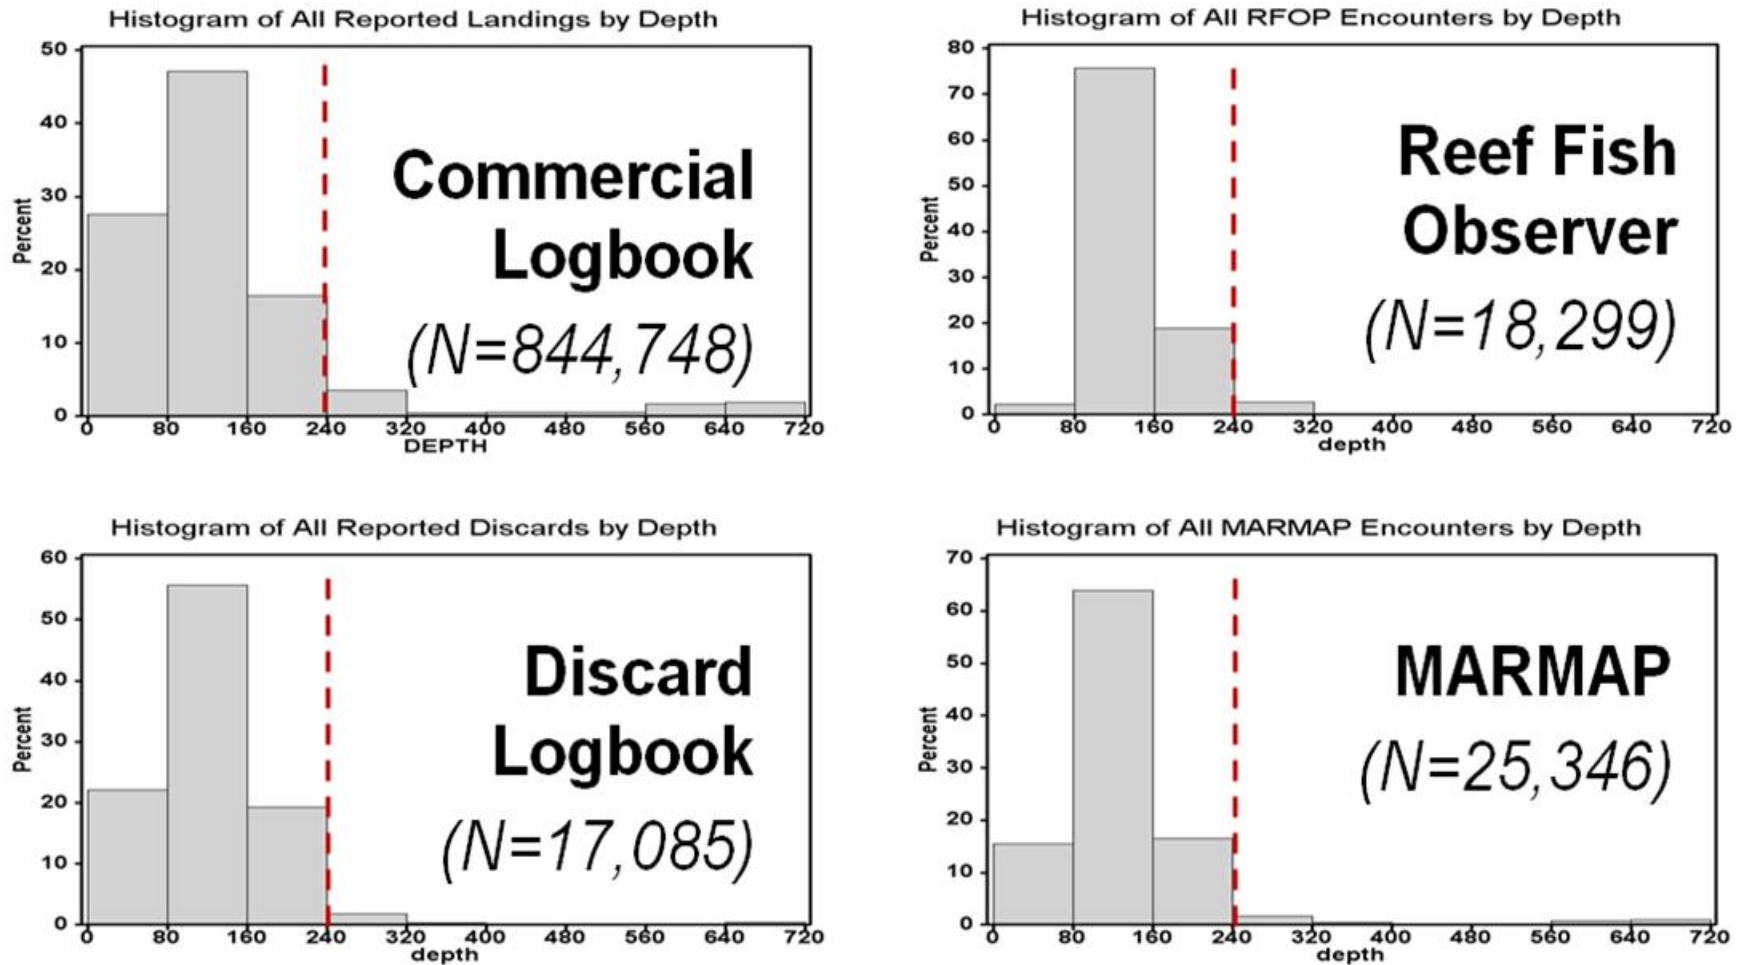 Histogram of All Reported Landings by Depth
50
40
30
20
10
0
Percent
0 80 160 240 320 400 480 560 640 720
DEPTH
Commercial
Logbook
(N=844,748)
Histogram of All RFOP Encounters by Depth
80
70
60
50
40
30
20
10
0
Percent
0 80 160 240 320 400 480 560 640 720
depth
Reef Fish
Observer
(N=18,299)
Histogram of All Reported Discards by Depth
60
50
40
30
20
10
0
Percent
0 80 160 240 320 400 480 560 640 720
depth
Discard
Logbook
(N=17,085)
Histogram of All MARMAP Encounters by Depth
70
60
50
40
30
20
10
0
Percent
0 80 160 240 320 400 480 560 640 720
depth
MARMAP
(N=25,346)